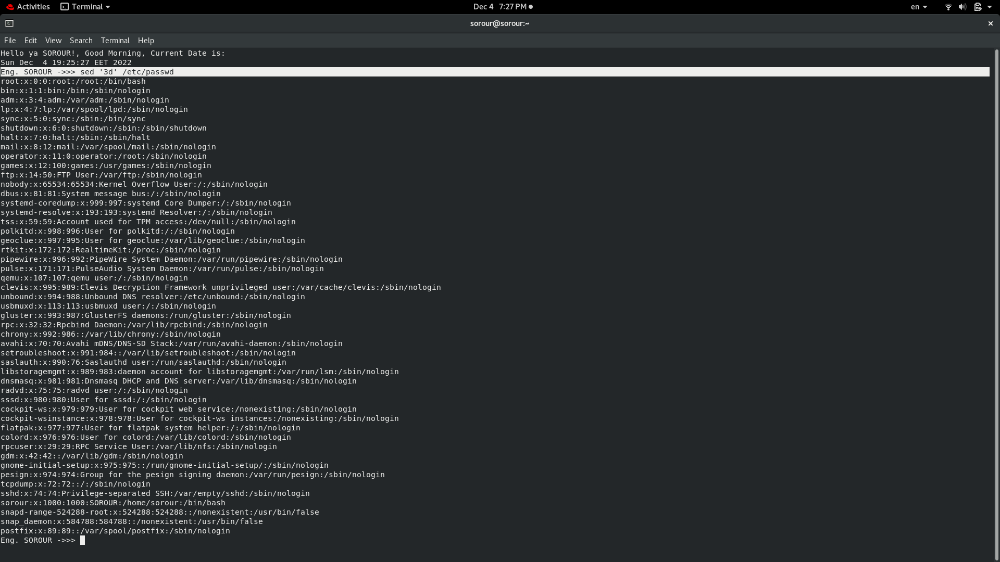 Activities Terminal Dec 4 7:27 PM en
sorour@sorour:~
File Edit View Search Terminal Help
Hello ya SOROUR!, Good Morning, Current Date is:
Sun Dec  4 19:25:27 EET 2022
Eng. SOROUR ->>> sed '3d' /etc/passwd
root:x:0:0:root:/root:/bin/bash
bin:x:1:1:bin:/bin:/sbin/nologin
adm:x:3:4:adm:/var/adm:/sbin/nologin
lp:x:4:7:lp:/var/spool/lpd:/sbin/nologin
sync:x:5:0:sync:/sbin:/bin/sync
shutdown:x:6:0:shutdown:/sbin:/sbin/shutdown
halt:x:7:0:halt:/sbin:/sbin/halt
mail:x:8:12:mail:/var/spool/mail:/sbin/nologin
operator:x:11:0:operator:/root:/sbin/nologin
games:x:12:100:games:/usr/games:/sbin/nologin
ftp:x:14:50:FTP User:/var/ftp:/sbin/nologin
nobody:x:65534:65534:Kernel Overflow User:/:/sbin/nologin
dbus:x:81:81:System message bus:/:/sbin/nologin
systemd-coredump:x:999:997:systemd Core Dumper:/:/sbin/nologin
systemd-resolve:x:193:193:systemd Resolver:/:/sbin/nologin
tss:x:59:59:Account used for TPM access:/dev/null:/sbin/nologin
polkitd:x:998:996:User for polkitd:/:/sbin/nologin
geoclue:x:997:995:User for geoclue:/var/lib/geoclue:/sbin/nologin
rtkit:x:172:172:RealtimeKit:/proc:/sbin/nologin
pipewire:x:996:992:PipeWire System Daemon:/var/run/pipewire:/sbin/nologin
pulse:x:171:171:PulseAudio System Daemon:/var/run/pulse:/sbin/nologin
qemu:x:107:107:qemu user:/:/sbin/nologin
clevis:x:995:989:Clevis Decryption Framework unprivileged user:/var/cache/clevis:/sbin/nologin
unbound:x:994:988:Unbound DNS resolver:/etc/unbound:/sbin/nologin
usbmuxd:x:113:113:usbmuxd user:/:/sbin/nologin
gluster:x:993:987:GlusterFS daemons:/run/gluster:/sbin/nologin
rpc:x:32:32:Rpcbind Daemon:/var/lib/rpcbind:/sbin/nologin
chrony:x:992:986::/var/lib/chrony:/sbin/nologin
avahi:x:70:70:Avahi mDNS/DNS-SD Stack:/var/run/avahi-daemon:/sbin/nologin
setroubleshoot:x:991:984::/var/lib/setroubleshoot:/sbin/nologin
saslauth:x:990:76:Saslauthd user:/run/saslauthd:/sbin/nologin
libstoragemgmt:x:989:983:daemon account for libstoragemgmt:/var/run/lsm:/sbin/nologin
dnsmasq:x:981:981:Dnsmasq DHCP and DNS server:/var/lib/dnsmasq:/sbin/nologin
radvd:x:75:75:radvd user:/:/sbin/nologin
sssd:x:980:980:User for sssd:/:/sbin/nologin
cockpit-ws:x:979:979:User for cockpit web service:/nonexisting:/sbin/nologin
cockpit-wsinstance:x:978:978:User for cockpit-ws instances:/nonexisting:/sbin/nologin
flatpak:x:977:977:User for flatpak system helper:/:/sbin/nologin
colord:x:976:976:User for colord:/var/lib/colord:/sbin/nologin
rpcuser:x:29:29:RPC Service User:/var/lib/nfs:/sbin/nologin
gdm:x:42:42::/var/lib/gdm:/sbin/nologin
gnome-initial-setup:x:975:975::/run/gnome-initial-setup/:/sbin/nologin
pesign:x:974:974:Group for the pesign signing daemon:/var/run/pesign:/sbin/nologin
tcpdump:x:72:72::/:/sbin/nologin
sshd:x:74:74:Privilege-separated SSH:/var/empty/sshd:/sbin/nologin
sorour:x:1000:1000:SOROUR:/home/sorour:/bin/bash
snapd-range-524288-root:x:524288:524288::/nonexistent:/usr/bin/false
snap_daemon:x:584788:584788::/nonexistent:/usr/bin/false
postfix:x:89:89::/var/spool/postfix:/sbin/nologin
Eng. SOROUR ->>>